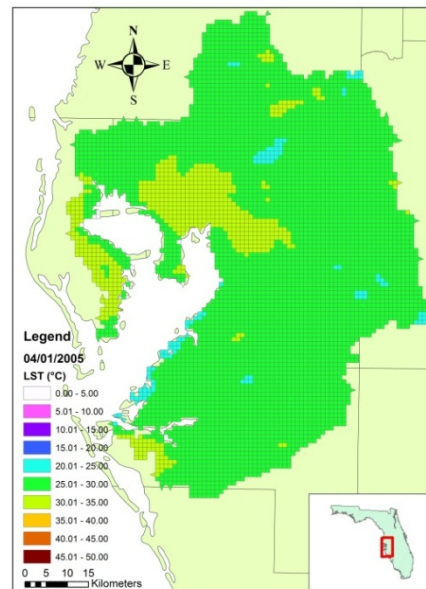 N
W E
S
Legend
04/01/2005
LST (°C)
0.00 - 5.00
5.01 - 10.00
10.01 - 15.00
15.01 - 20.00
20.01 - 25.00
25.01 - 30.00
30.01 - 35.00
35.01 - 40.00
40.01 - 45.00
45.01 - 50.00
0 5 10 15
Kilometers